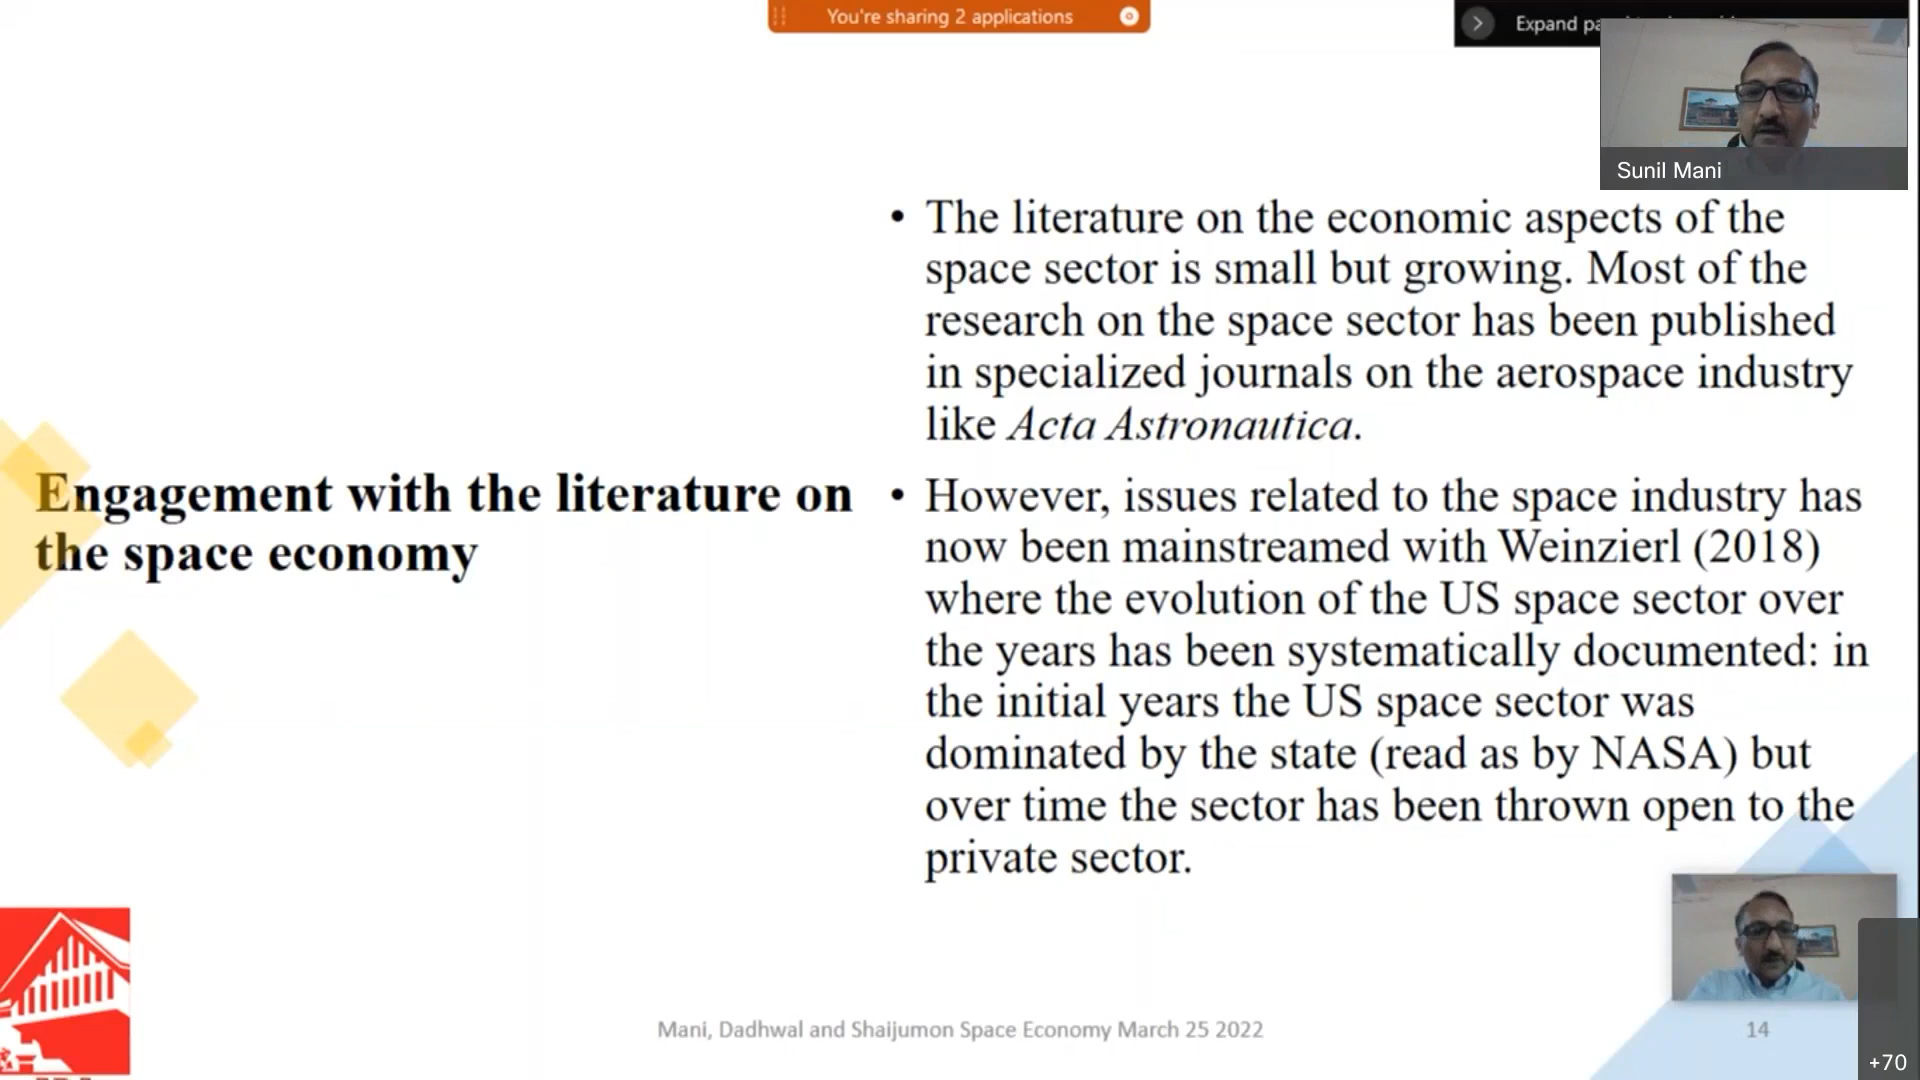 You're sharing 2 applications
Expand
Sunil Mani
Engagement with the literature on
the space economy
• The literature on the economic aspects of the
space sector is small but growing. Most of the
research on the space sector has been published
in specialized journals on the aerospace industry
like Acta Astronautica.
• However, issues related to the space industry has
now been mainstreamed with Weinzierl (2018)
where the evolution of the US space sector over
the years has been systematically documented: in
the initial years the US space sector was
dominated by the state (read as by NASA) but
over time the sector has been thrown open to the
private sector.
Mani, Dadhwal and Shaijumon Space Economy March 25 2022
14
+70